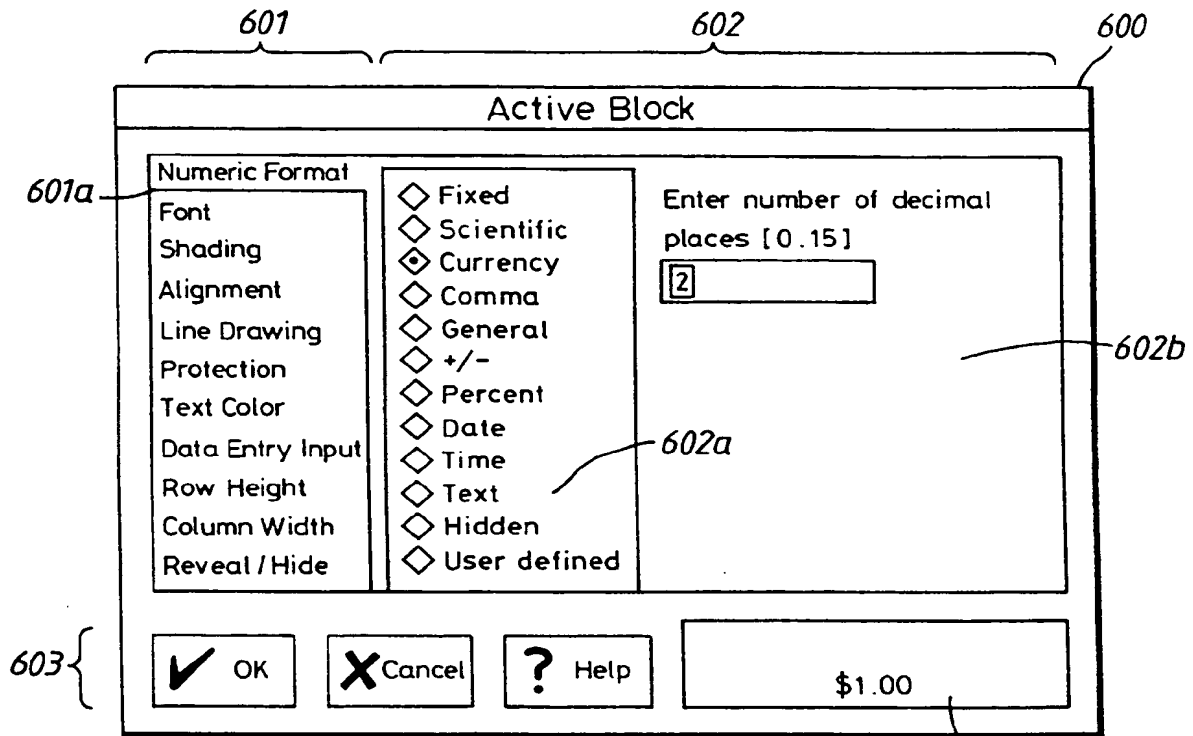 601
602
600
Active Block
601a
Numeric Format
Font
Shading
Alignment
Line Drawing
Protection
Text Color
Data Entry Input
Row Height
Column Width
Reveal / Hide
Fixed
Scientific
Currency
Comma
General
+/-
Percent
Date
Time
Text
Hidden
User defined
602a
Enter number of decimal
places [0.15]
2
602b
603
OK
Cancel
? Help
$1.00